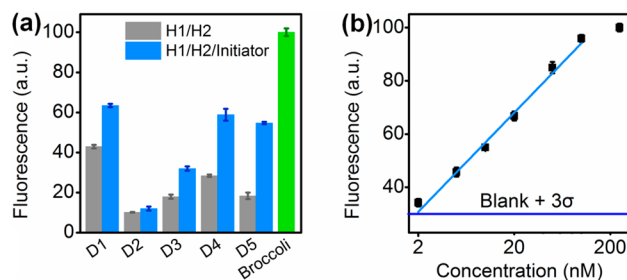 (a)
H1/H2
H1/H2/Initiator
Fluorescence (a.u.)
100
80
60
40
20
0
D1 D2 D3 D4 D5 Broccoli
(b)
Fluorescence (a.u.)
100
80
60
40
Blank + 3σ
2 20 200
Concentration (nM)